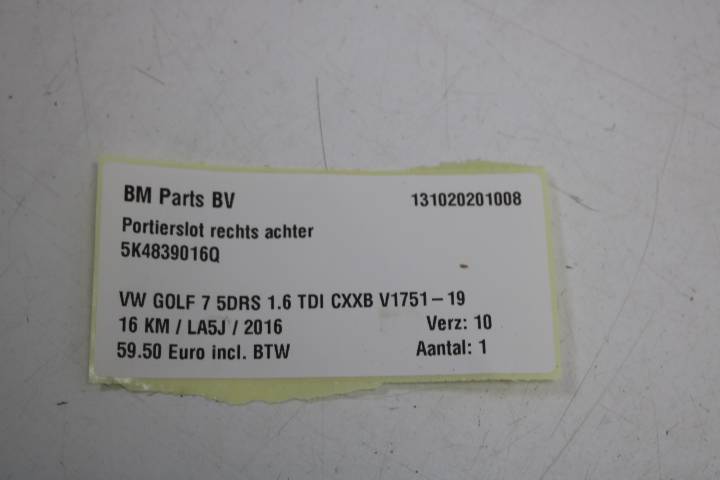 BM Parts BV 131020201008
Portierslot rechts achter
5K4839016Q
VW GOLF 7 5DRS 1.6 TDI CXXB V1751-19
16 KM / LA5J / 2016 Verz: 10
59.50 Euro incl. BTW Aantal: 1